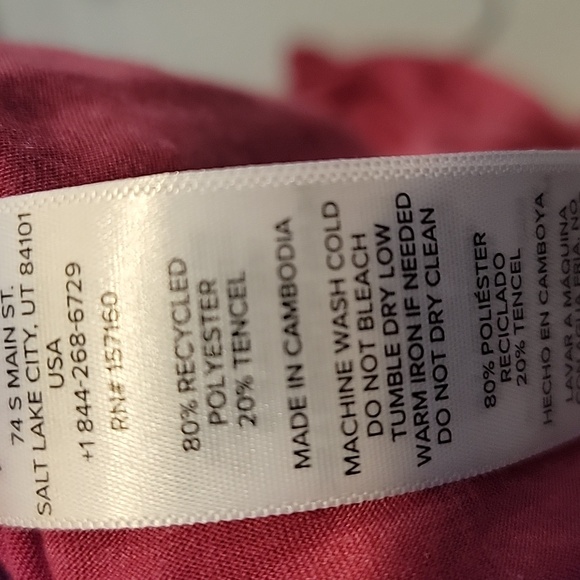 74 S MAIN ST.
SALT LAKE CITY, UT 84101
USA
+1 844-268-6729
RN# 157160
80% RECYCLED
POLYESTER
20% TENCEL
MADE IN CAMBODIA
MACHINE WASH COLD
DO NOT BLEACH
TUMBLE DRY LOW
WARM IRON IF NEEDED
DO NOT DRY CLEAN
80% POLIÉSTER
RECICLADO
20% TENCEL
HECHO EN CAMBOYA
LAVAR A MÁQUINA